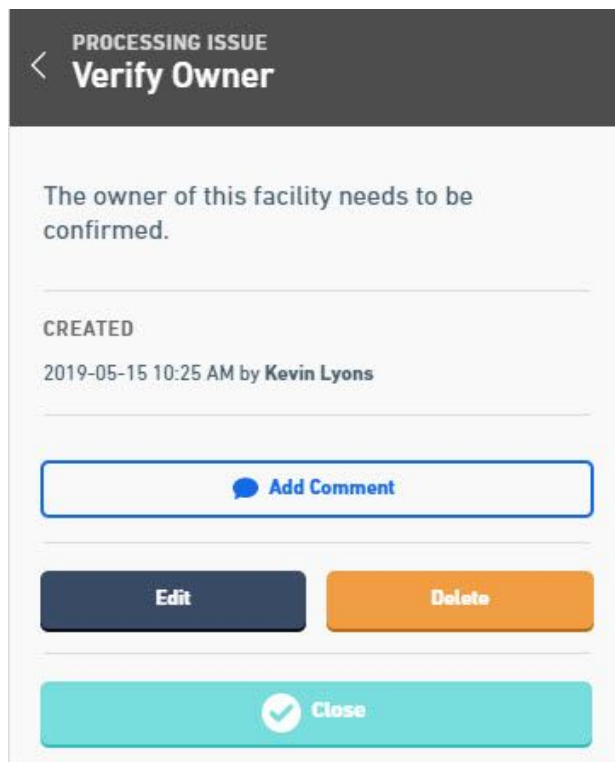 PROCESSING ISSUE
Verify Owner
The owner of this facility needs to be
confirmed.
CREATED
2019-05-15 10:25 AM by Kevin Lyons
Add Comment
Edit
Delete
Close